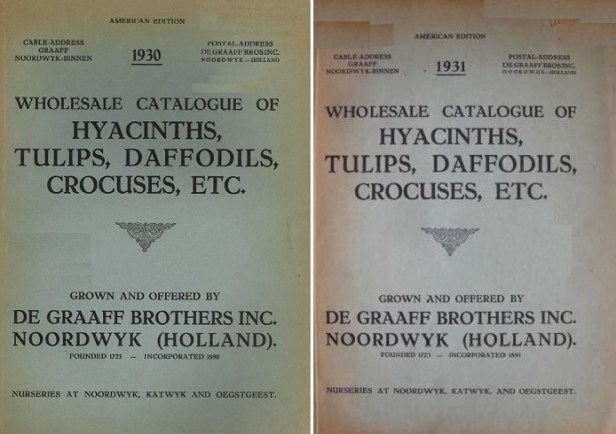 AMERICAN EDITION
CABLE-ADDRESS
GRAAFF
NOORDWYK-BINNEN
1930
POSTAL-ADDRESS
DE GRAAFF BROS INC.
NOORDWYK — HOLLAND
WHOLESALE CATALOGUE OF
HYACINTHS,
TULIPS, DAFFODILS,
CROCUSES, ETC.
GROWN AND OFFERED BY
DE GRAAFF BROTHERS INC.
NOORDWYK (HOLLAND).
FOUNDED 1723 — INCORPORATED 1890
NURSERIES AT NOORDWYK, KATWYK, AND OEGSTGEEST.
AMERICAN EDITION
CABLE-ADDRESS
GRAAFF
NOORDWYK-BINNEN
1931
POSTAL-ADDRESS
DE GRAAFF BROS INC.
NOORDWIJK—HOLLAND
WHOLESALE CATALOGUE OF
HYACINTHS,
TULIPS, DAFFODILS,
CROCUSES, ETC.
GROWN AND OFFERED BY
DE GRAAFF BROTHERS INC.
NOORDWYK (HOLLAND).
FOUNDED 1723 — INCORPORATED 1890
NURSERIES AT NOORDWYK, KATWYK, AND OEGSTGEEST.